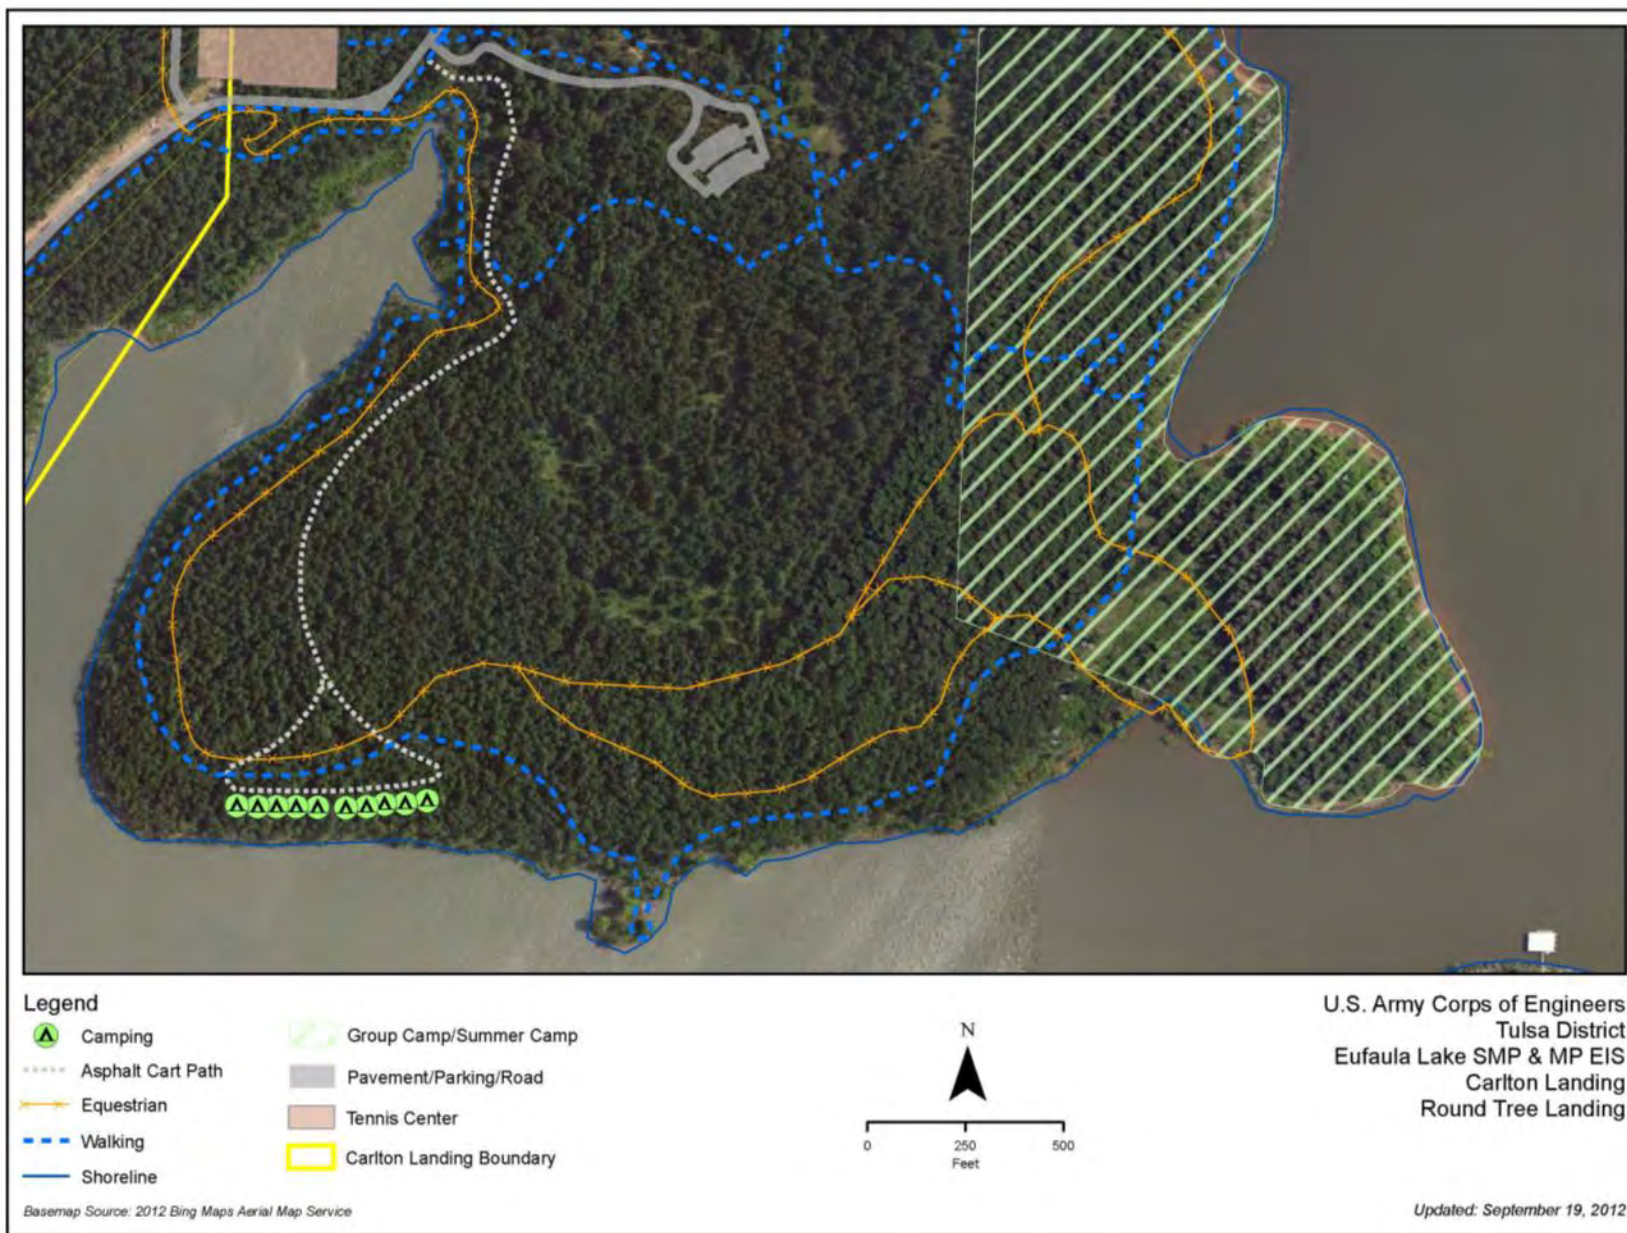 Legend
Camping
Asphalt Cart Path
Equestrian
Walking
Shoreline
Group Camp/Summer Camp
Pavement/Parking/Road
Tennis Center
Carlton Landing Boundary
N
0 250 500
Feet
U.S. Army Corps of Engineers
Tulsa District
Eufaula Lake SMP & MP EIS
Carlton Landing
Round Tree Landing
Basemap Source: 2012 Bing Maps Aerial Map Service
Updated: September 19, 2012